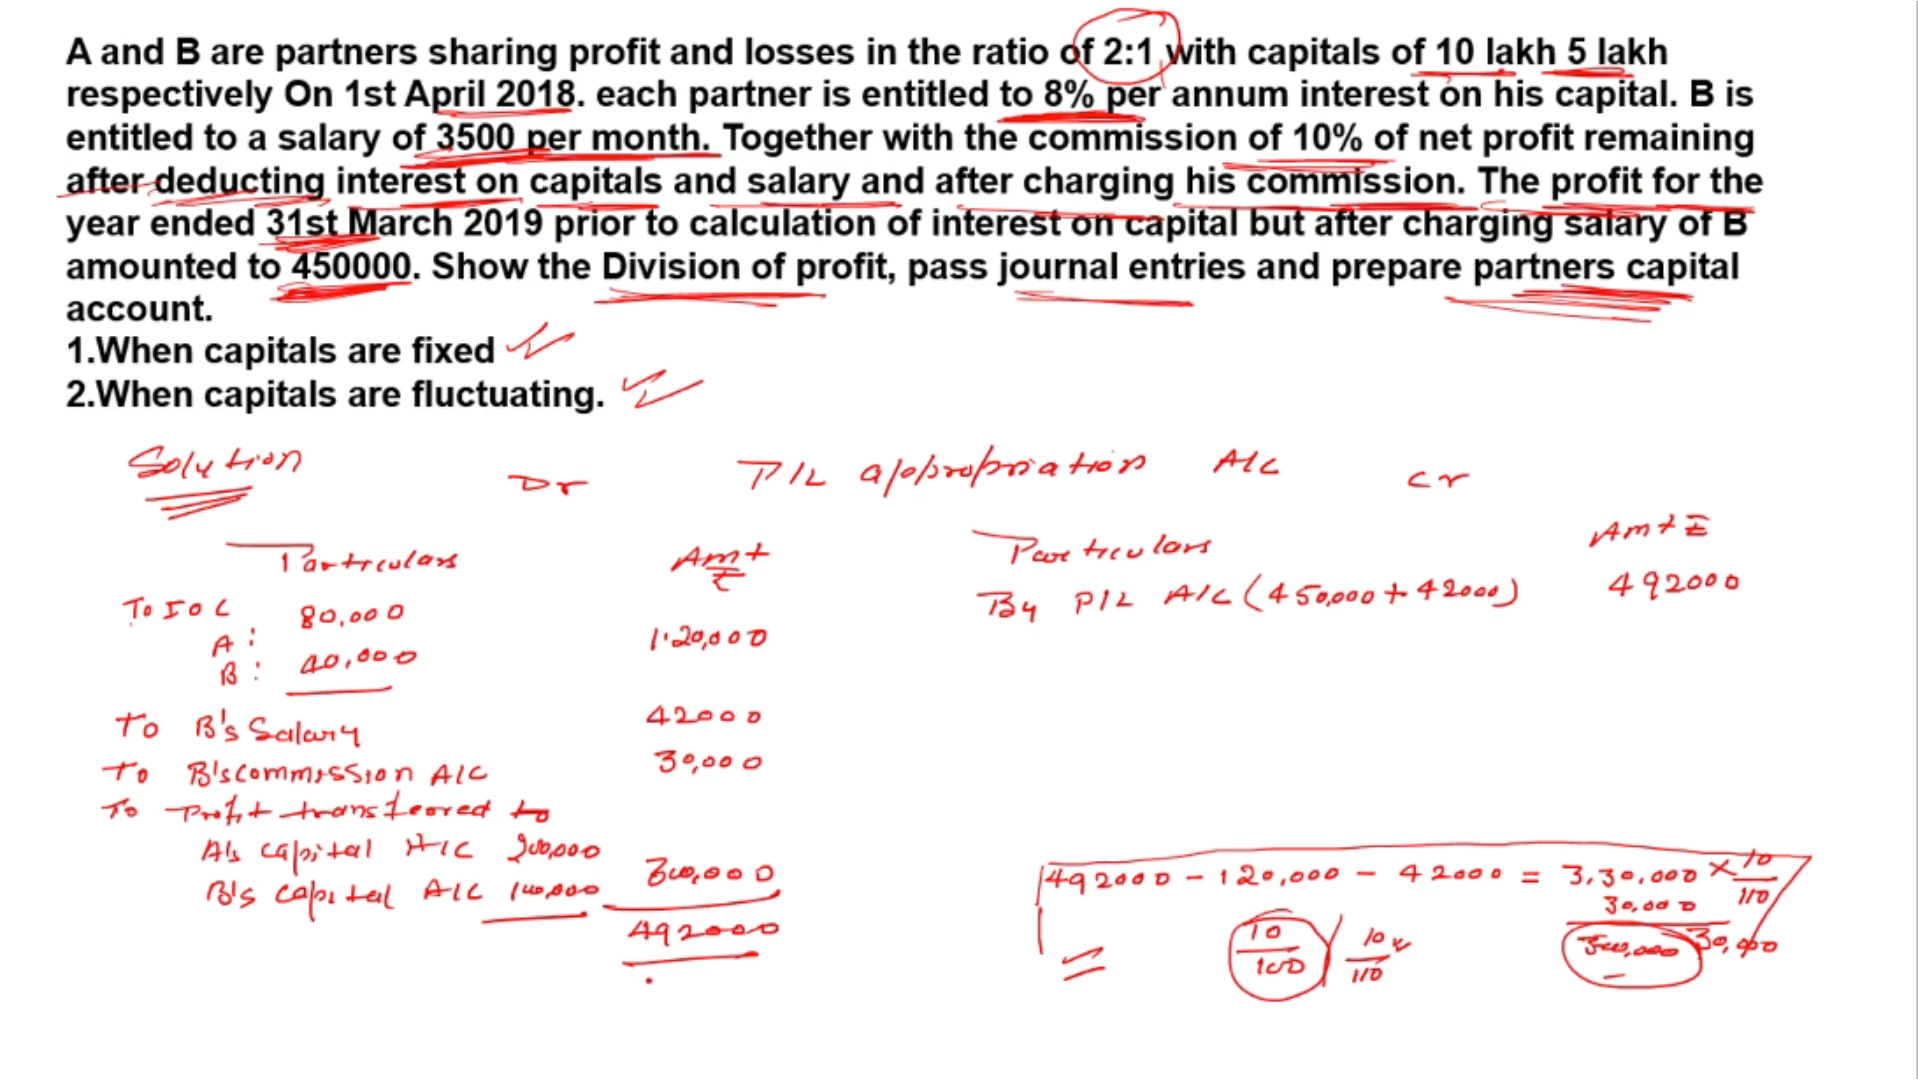 A and B are partners sharing profit and losses in the ratio of 2:1 with capitals of 10 lakh 5 lakh
respectively On 1st April 2018. each partner is entitled to 8% per annum interest on his capital. B is
entitled to a salary of 3500 per month. Together with the commission of 10% of net profit remaining
after deducting interest on capitals and salary and after charging his commission. The profit for the
year ended 31st March 2019 prior to calculation of interest on capital but after charging salary of B
amounted to 450000. Show the Division of profit, pass journal entries and prepare partners capital
account.
1.When capitals are fixed
2.When capitals are fluctuating.
Solution
Dr P/L appropriation A/C Cr
Particulars Amt ₹ Particulars Amt ₹
To I O C 80,000 By P/L A/C (450,000 + 42000) 492000
A: 1,20,000
B: 40,000
To B's Salary 42000
To B's commission A/C 30,000
To Profit transferred to
A's capital A/C 200,000
B's capital A/C 100,000 300,000
492000
492000 - 120,000 - 42000 = 3,30,000 × 10/110
30,000
300,000 30,000
10/100 10/110